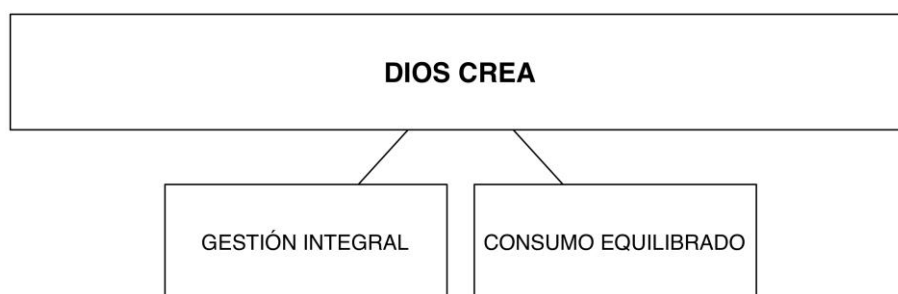 DIOS CREA
GESTIÓN INTEGRAL
CONSUMO EQUILIBRADO